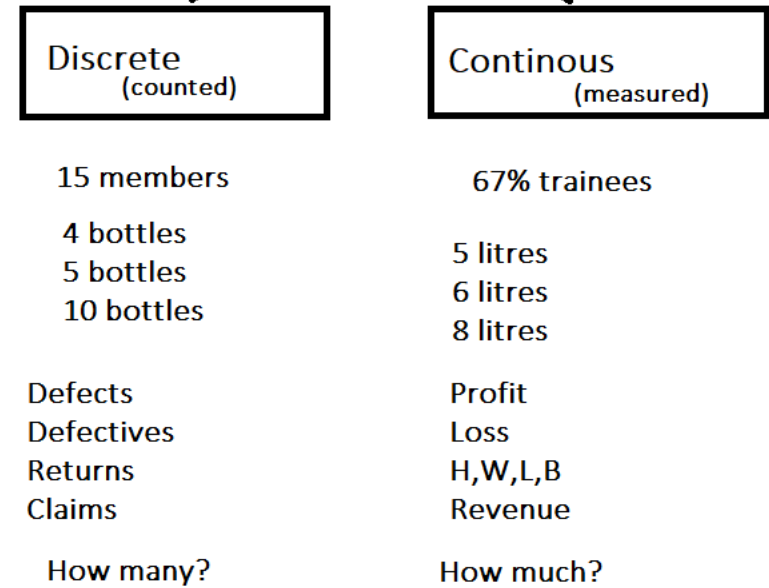 Discrete
(counted)
15 members
4 bottles
5 bottles
10 bottles
Defects
Defectives
Returns
Claims
How many?
Continous
(measured)
67% trainees
5 litres
6 litres
8 litres
Profit
Loss
H,W,L,B
Revenue
How much?